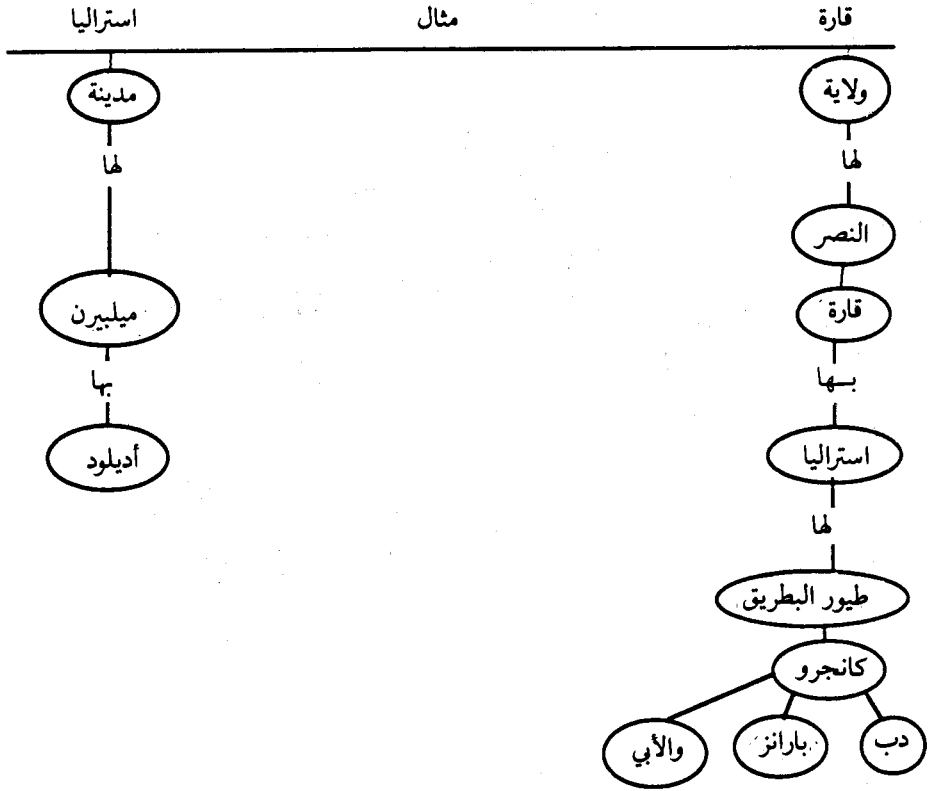 قارة مثال استراليا
ولاية مدينة
لها لها
النصر
قارة ميلبيرن
بها بها
استراليا أديلود
لها
طيور البطريق
كانجرو
دب بارانز والأبي